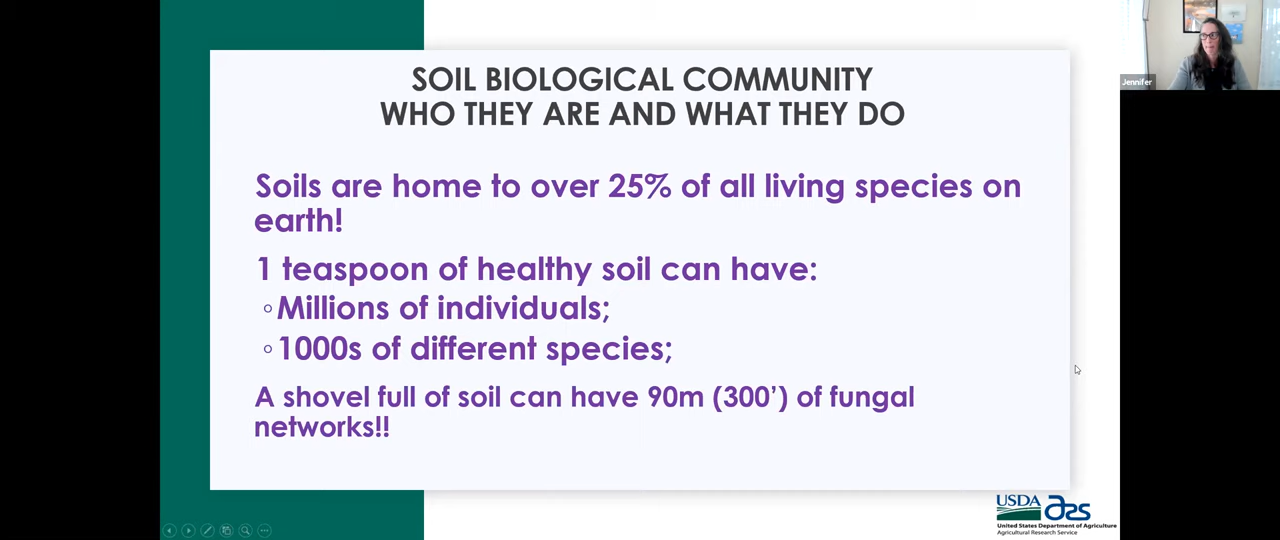 SOIL BIOLOGICAL COMMUNITY
WHO THEY ARE AND WHAT THEY DO
Soils are home to over 25% of all living species on
earth!
1 teaspoon of healthy soil can have:
◦Millions of individuals;
◦1000s of different species;
A shovel full of soil can have 90m (300’) of fungal
networks!!
Jennifer
USDA ars
United States Department of Agriculture
Agricultural Research Service